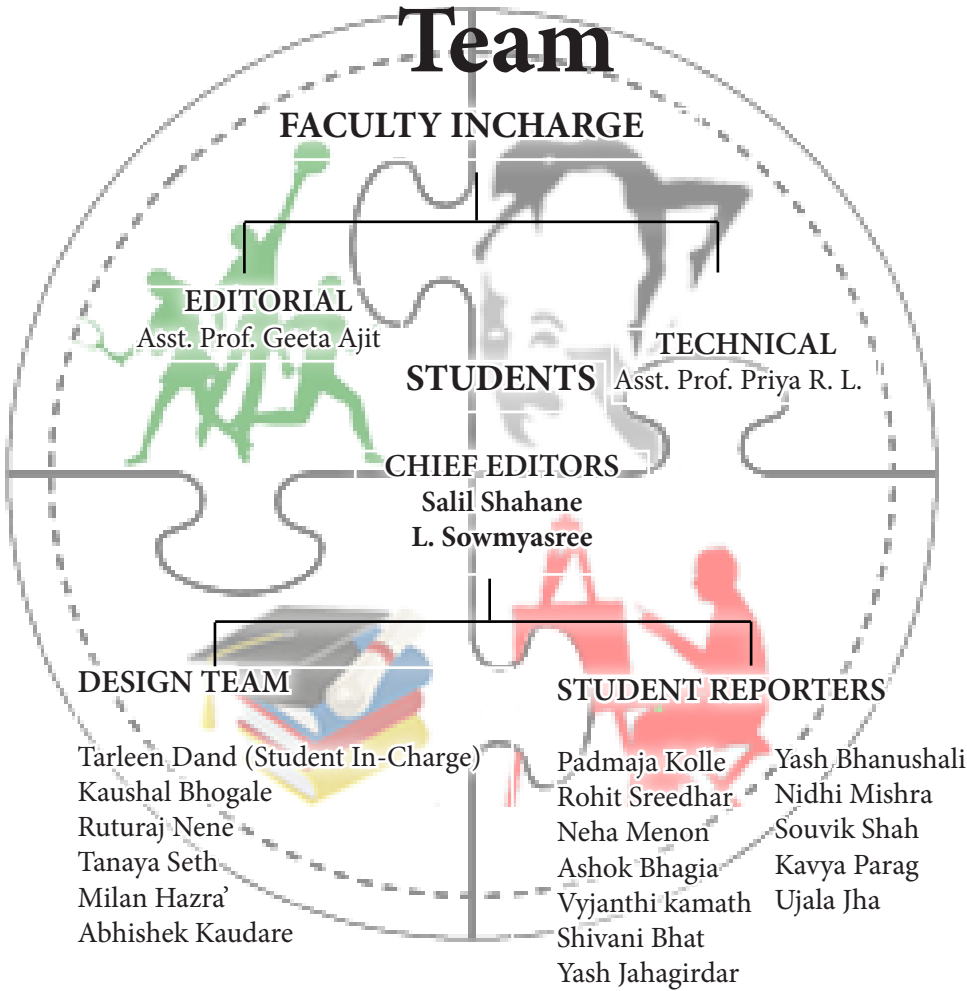 Team
FACULTY INCHARGE
EDITORIAL
Asst. Prof. Geeta Ajit
TECHNICAL
Asst. Prof. Priya R. L.
STUDENTS
CHIEF EDITORS
Salil Shahane
L. Sowmyasree
DESIGN TEAM
Tarleen Dand (Student In-Charge)
Kaushal Bhogale
Ruturaj Nene
Tanaya Seth
Milan Hazra’
Abhishek Kaudare
STUDENT REPORTERS
Padmaja Kolle
Rohit Sreedhar
Neha Menon
Ashok Bhagia
Vyjanthi kamath
Shivani Bhat
Yash Jahagirdar
Yash Bhanushali
Nidhi Mishra
Souvik Shah
Kavya Parag
Ujala Jha